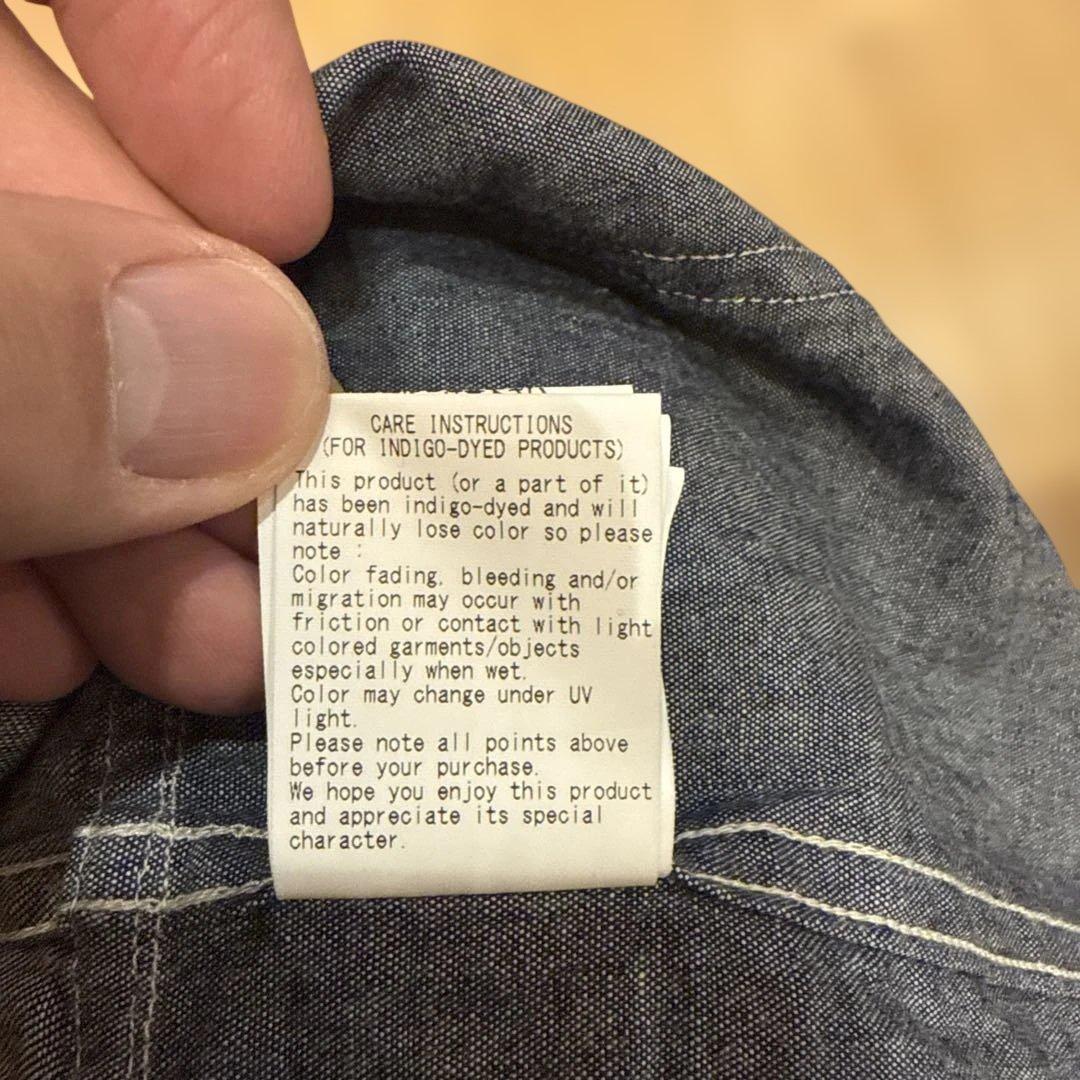 CARE INSTRUCTIONS
(FOR INDIGO-DYED PRODUCTS)
This product (or a part of it)
has been indigo-dyed and will
naturally lose color so please
note :
Color fading, bleeding and/or
migration may occur with
friction or contact with light
colored garments/objects
especially when wet.
Color may change under UV
light.
Please note all points above
before your purchase.
We hope you enjoy this product
and appreciate its special
character.